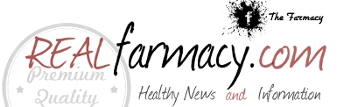 f The Farmacy
REALfarmacy.com
Premium
Quality
Healthy News and Information